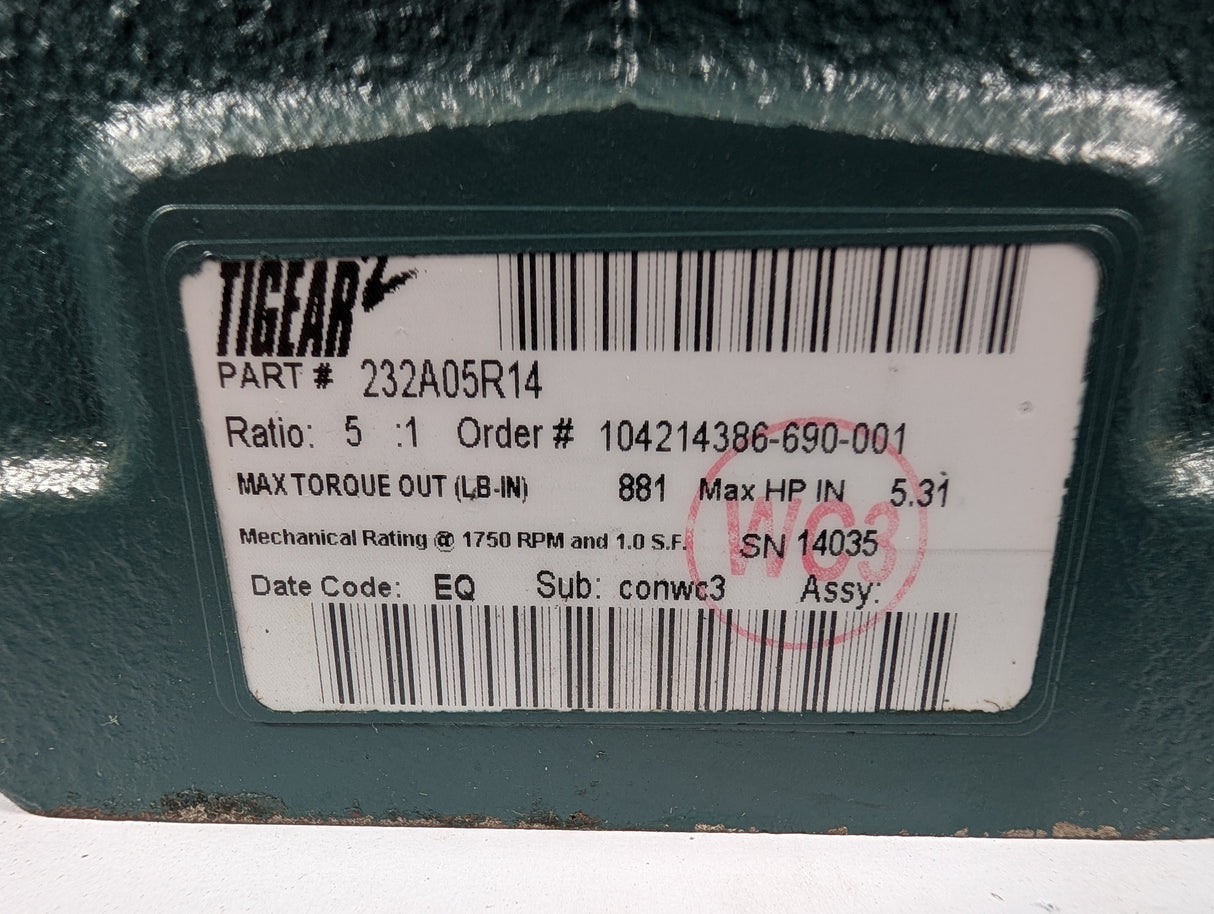 TIGEAR2
PART # 232A05R14
Ratio: 5 :1 Order # 104214386-690-001
MAX TORQUE OUT (LB-IN) 881 Max HP IN 5.31
Mechanical Rating @ 1750 RPM and 1.0 S.F. SN 14035
WC3
Date Code: EQ Sub: conwc3 Assy: